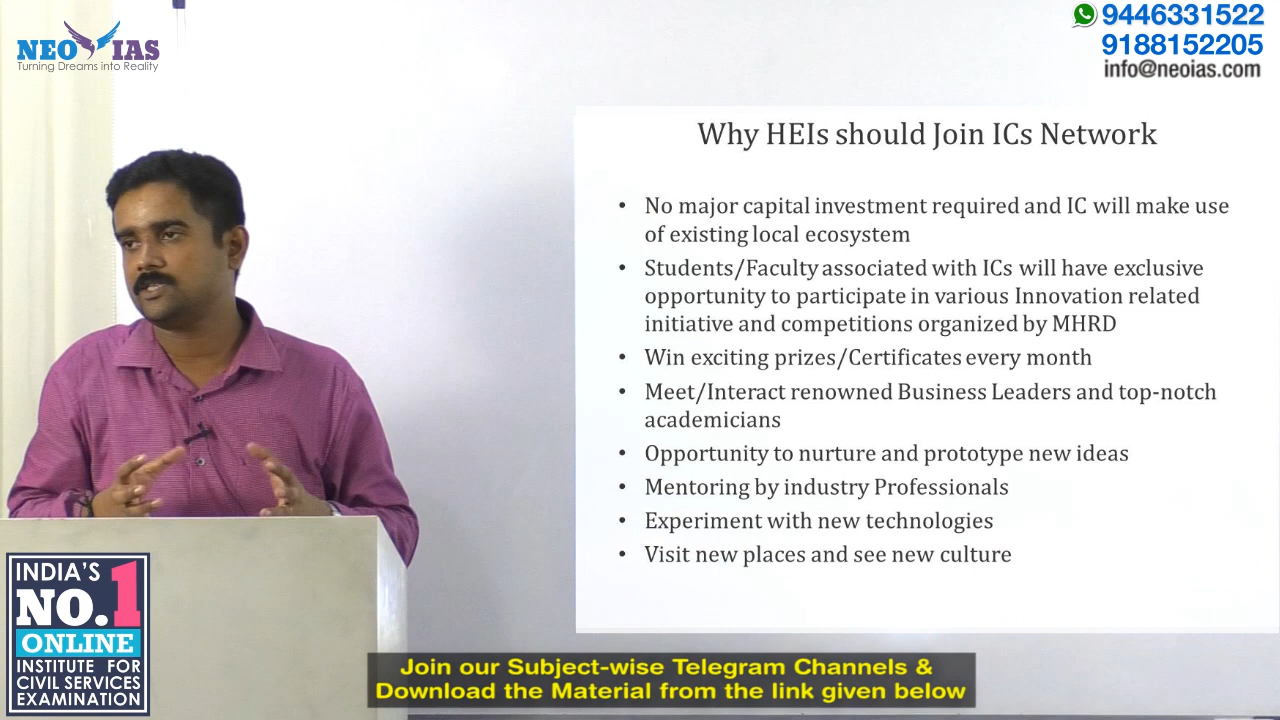 NEO IAS
Turning Dreams into Reality
9446331522
9188152205
info@neoias.com
Why HEIs should Join ICs Network
• No major capital investment required and IC will make use
of existing local ecosystem
• Students/Faculty associated with ICs will have exclusive
opportunity to participate in various Innovation related
initiative and competitions organized by MHRD
• Win exciting prizes/Certificates every month
• Meet/Interact renowned Business Leaders and top-notch
academicians
• Opportunity to nurture and prototype new ideas
• Mentoring by industry Professionals
• Experiment with new technologies
• Visit new places and see new culture
INDIA'S
NO.1
ONLINE
INSTITUTE FOR
CIVIL SERVICES
EXAMINATION
Join our Subject-wise Telegram Channels &
Download the Material from the link given below